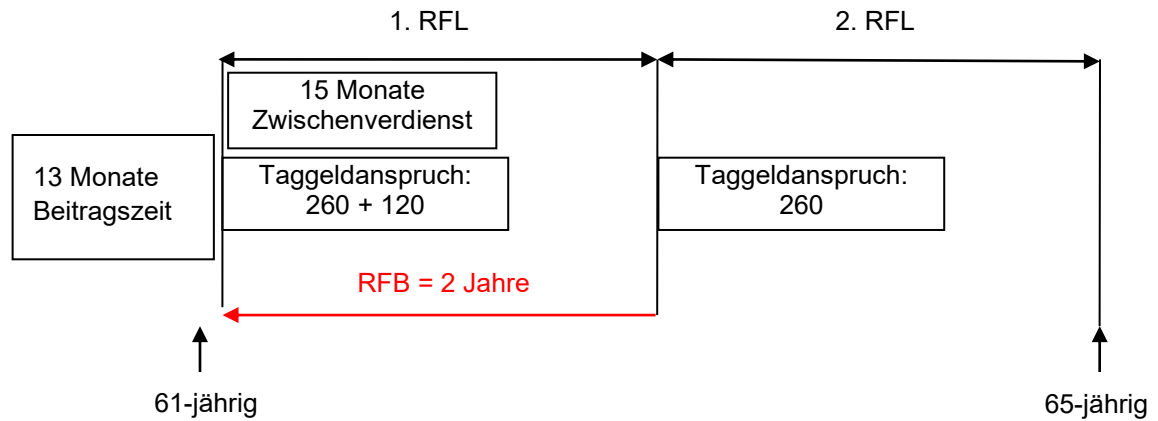 1. RFL
2. RFL
15 Monate
Zwischenverdienst
13 Monate
Beitragszeit
Taggeldanspruch:
260 + 120
Taggeldanspruch:
260
RFB = 2 Jahre
61-jährig
65-jährig